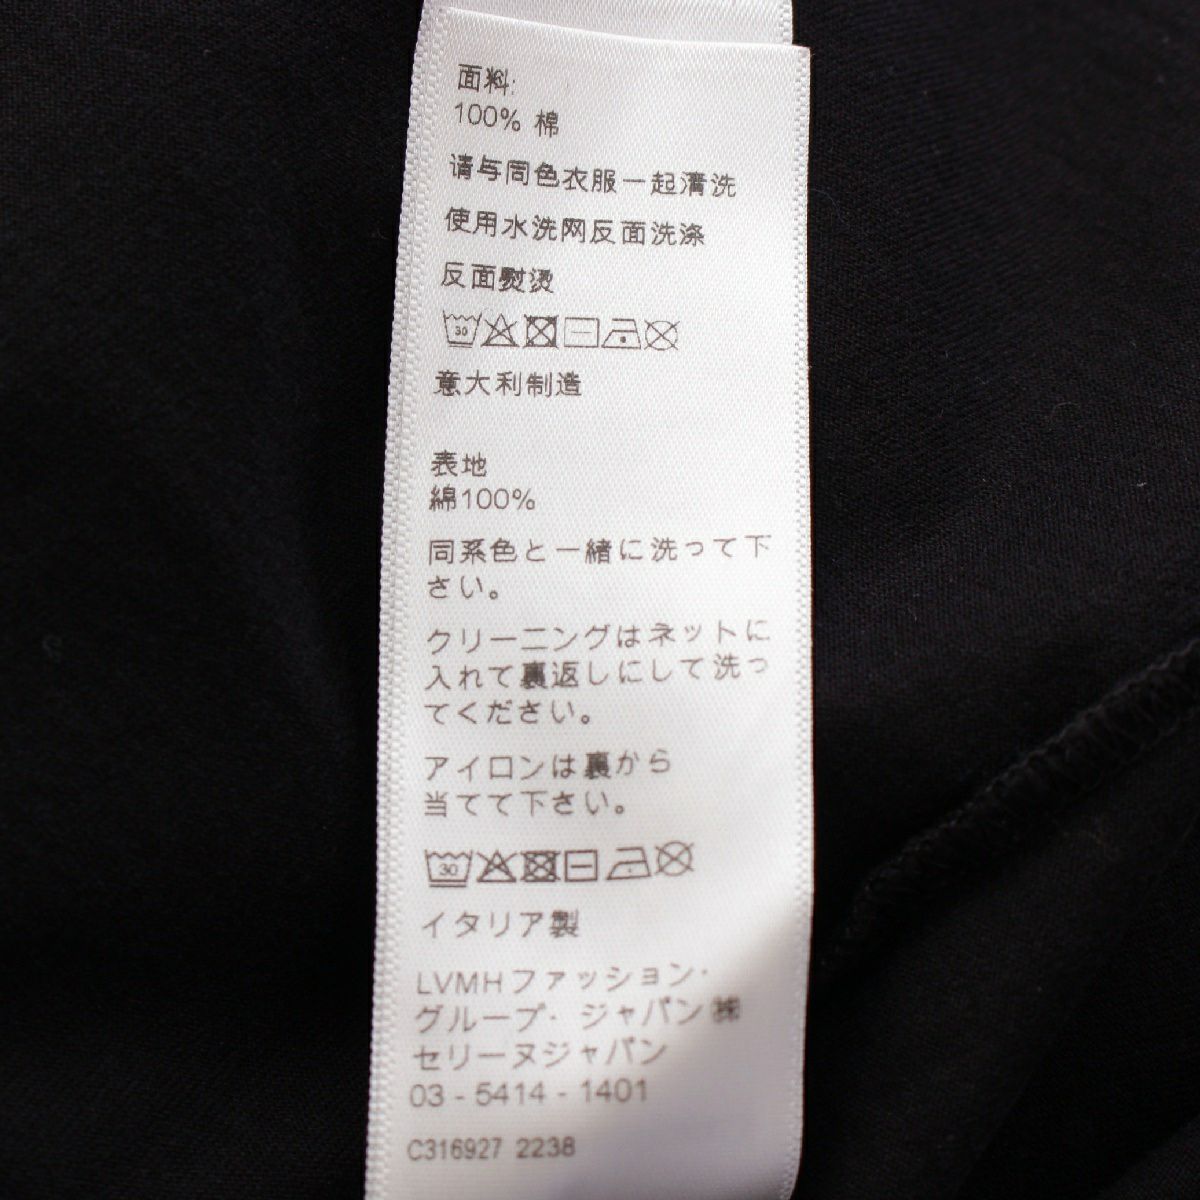 面料:
100% 棉
请与同色衣服一起清洗
使用水洗网反面洗涤
反面熨烫
30
意大利制造
表地
綿100%
同系色と一緒に洗って下
さい。
クリーニングはネットに
入れて裏返しにして洗っ
てください。
アイロンは裏から
当てて下さい。
30
イタリア製
LVMHファッション・
グループ・ジャパン㈱
セリーヌジャパン
03 - 5414 - 1401
C316927 2238